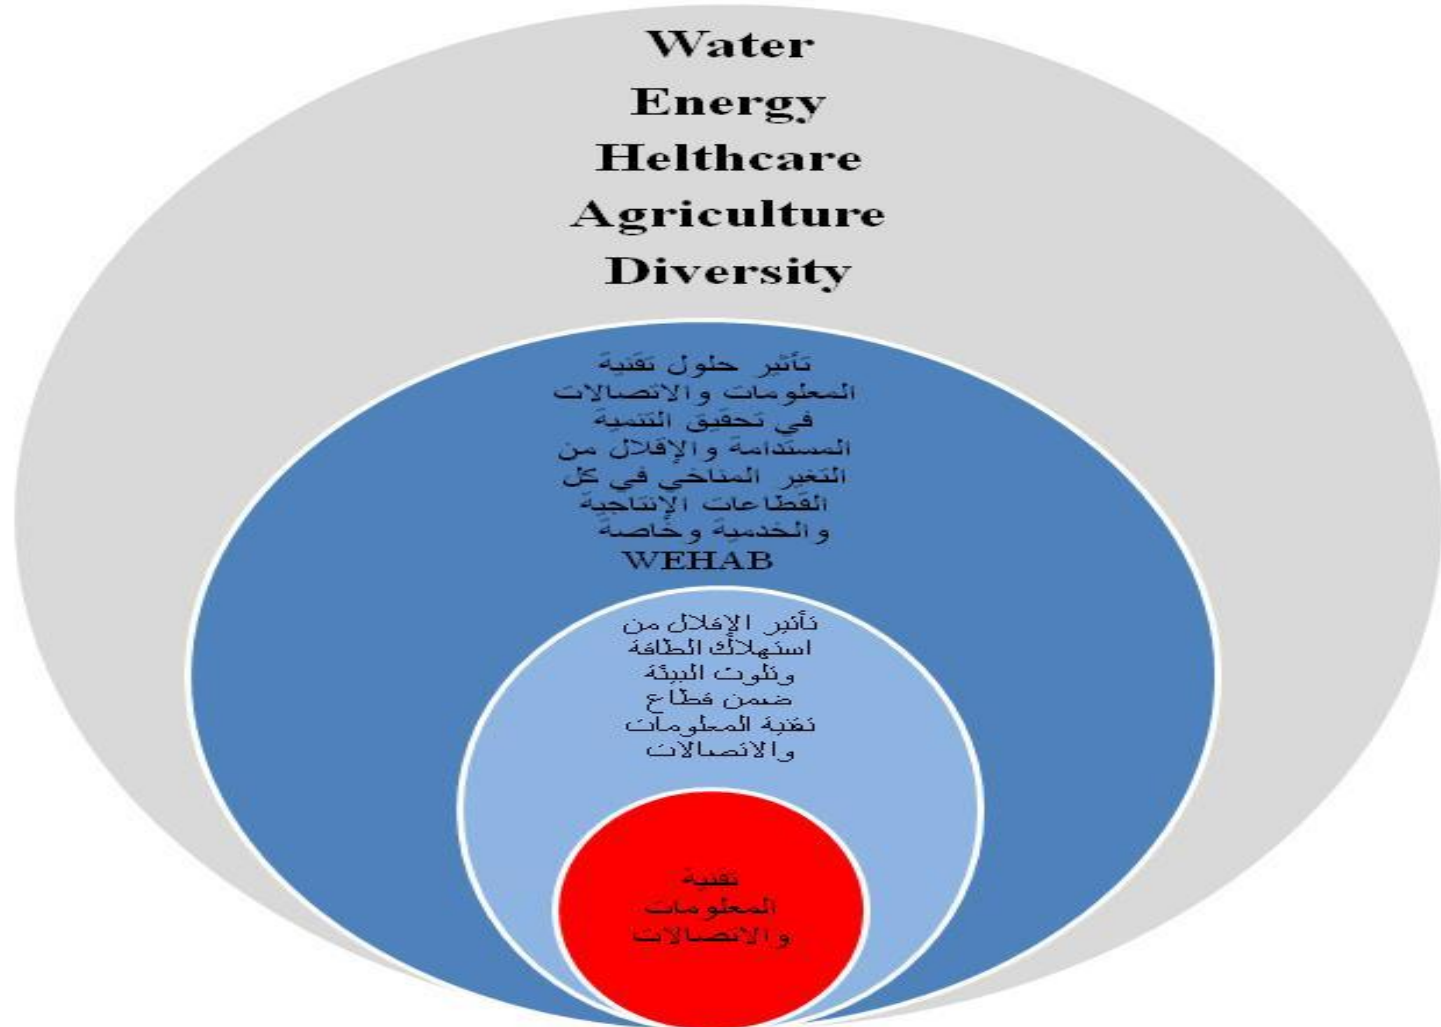 Water
Energy
Helthcare
Agriculture
Diversity
تأثير حلول تقنية
المعلومات والاتصالات
في تحقيق التنمية
المستدامة والإقلال من
التغير المناخي في كل
القطاعات الإنتاجية
والخدمية وخاصة
WEHAB
تأثير الإقلال من
استهلاك الطاقة
وتلوث البيئة
ضمن قطاع
تقنية المعلومات
والاتصالات
تقنية
المعلومات
والاتصالات